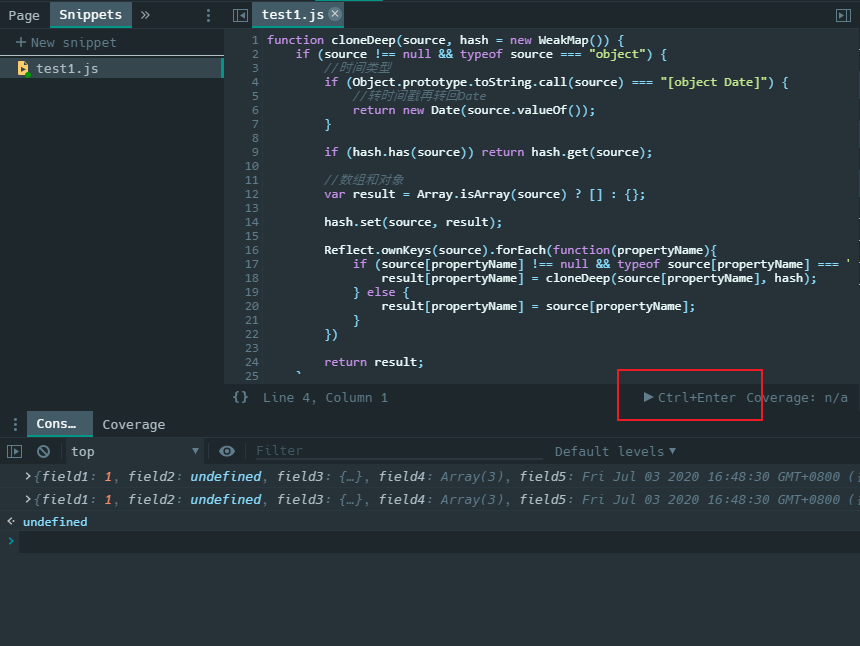 Page Snippets » test1.js ×
+ New snippet
test1.js
1 function cloneDeep(source, hash = new WeakMap()) {
2 if (source !== null && typeof source === "object") {
3 //时间类型
4 if (Object.prototype.toString.call(source) === "[object Date]") {
5 //转时间戳再转回Date
6 return new Date(source.valueOf());
7 }
8
9 if (hash.has(source)) return hash.get(source);
10
11 //数组和对象
12 var result = Array.isArray(source) ? [] : {};
13
14 hash.set(source, result);
15
16 Reflect.ownKeys(source).forEach(function(propertyName){
17 if (source[propertyName] !== null && typeof source[propertyName] === "
18 result[propertyName] = cloneDeep(source[propertyName], hash);
19 } else {
20 result[propertyName] = source[propertyName];
21 }
22 })
23
24 return result;
25
{} Line 4, Column 1 ▶ Ctrl+Enter Coverage: n/a
Cons… Coverage
top ▼ Filter Default levels ▼
{field1: 1, field2: undefined, field3: {…}, field4: Array(3), field5: Fri Jul 03 2020 16:48:30 GMT+0800 (
{field1: 1, field2: undefined, field3: {…}, field4: Array(3), field5: Fri Jul 03 2020 16:48:30 GMT+0800 (
undefined
>